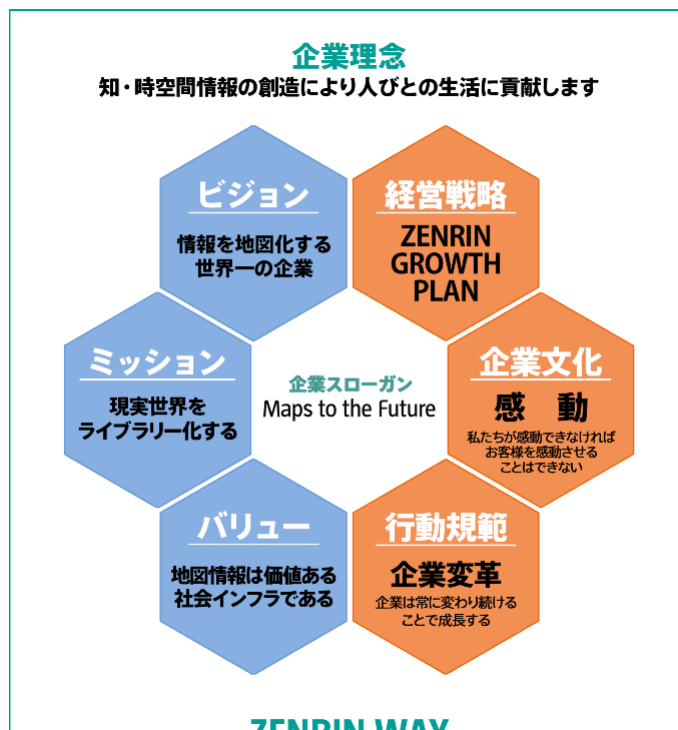 企業理念
知・時空間情報の創造により人びとの生活に貢献します
ビジョン
情報を地図化する
世界一の企業
経営戦略
ZENRIN
GROWTH
PLAN
ミッション
現実世界を
ライブラリー化する
企業スローガン
Maps to the Future
企業文化
感　動
私たちが感動できなければ
お客様を感動させる
ことはできない
バリュー
地図情報は価値ある
社会インフラである
行動規範
企業変革
企業は常に変わり続ける
ことで成長する
ZENRIN WAY